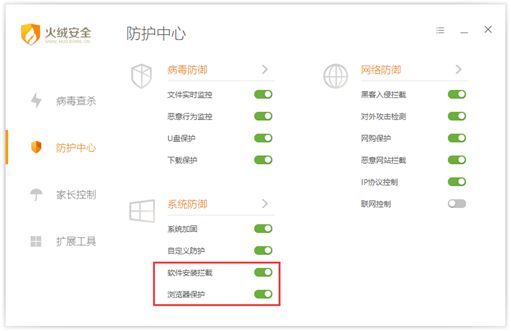 火绒安全
WWW.HUORONG.CN
防护中心
病毒查杀
防护中心
家长控制
扩展工具
病毒防御
文件实时监控
恶意行为监控
U盘保护
下载保护
系统防御
系统加固
自定义防护
软件安装拦截
浏览器保护
网络防御
黑客入侵拦截
对外攻击检测
网购保护
恶意网站拦截
IP协议控制
联网控制